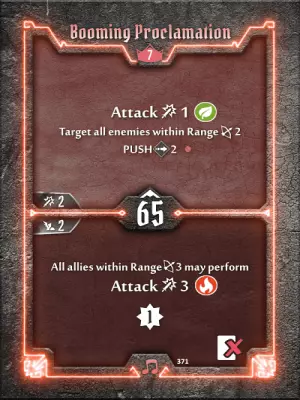 Booming Proclamation
7
Attack 1
Target all enemies within Range 2
PUSH 2
2
65
2
All allies within Range 3 may perform
Attack 3
1
371